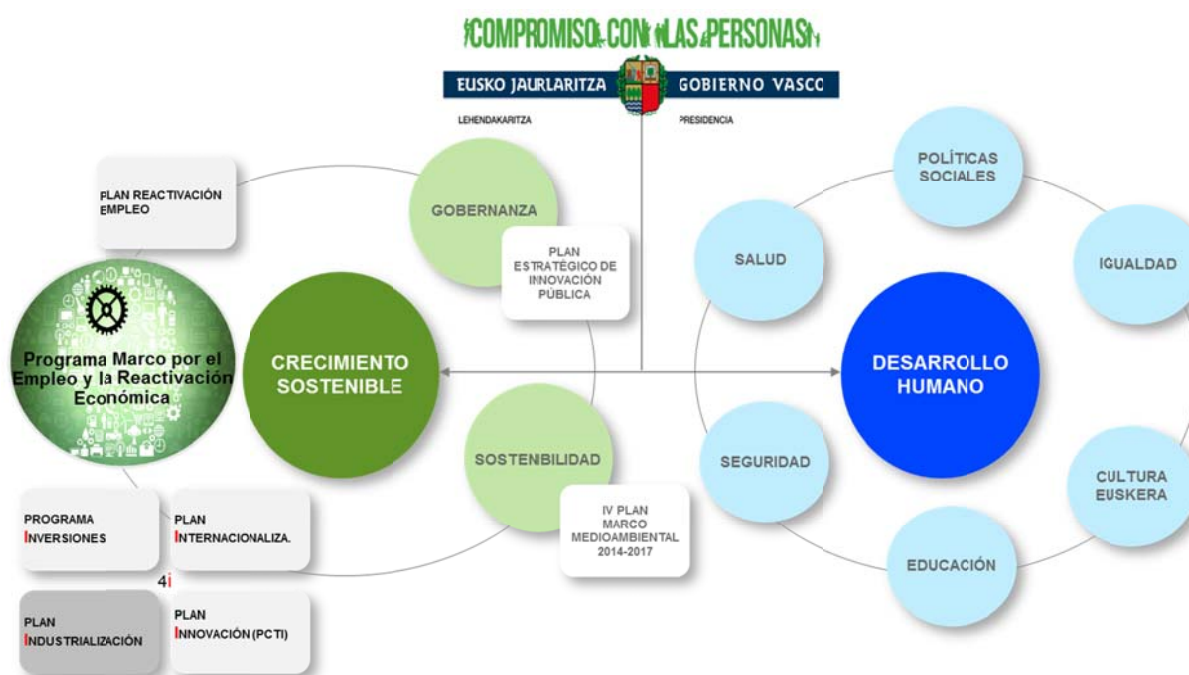 COMPROMISO CON LAS PERSONAS
EUSKO JAURLARITZA
GOBIERNO VASCO
LEHENDAKARITZA
PRESIDENCIA
PLAN REACTIVACIÓN
EMPLEO
Programa Marco por el
Empleo y la Reactivación
Económica
CRECIMIENTO
SOSTENIBLE
GOBERNANZA
PLAN
ESTRATÉGICO DE
INNOVACIÓN
PÚBLICA
SOSTENBILIDAD
IV PLAN
MARCO
MEDIOAMBIENTAL
2014-2017
PROGRAMA
INVERSIONES
PLAN
INTERNACIONALIZA.
4i
PLAN
INDUSTRIALIZACIÓN
PLAN
INNOVACIÓN (PCTI)
POLÍTICAS
SOCIALES
SALUD
IGUALDAD
DESARROLLO
HUMANO
SEGURIDAD
CULTURA
EUSKERA
EDUCACIÓN